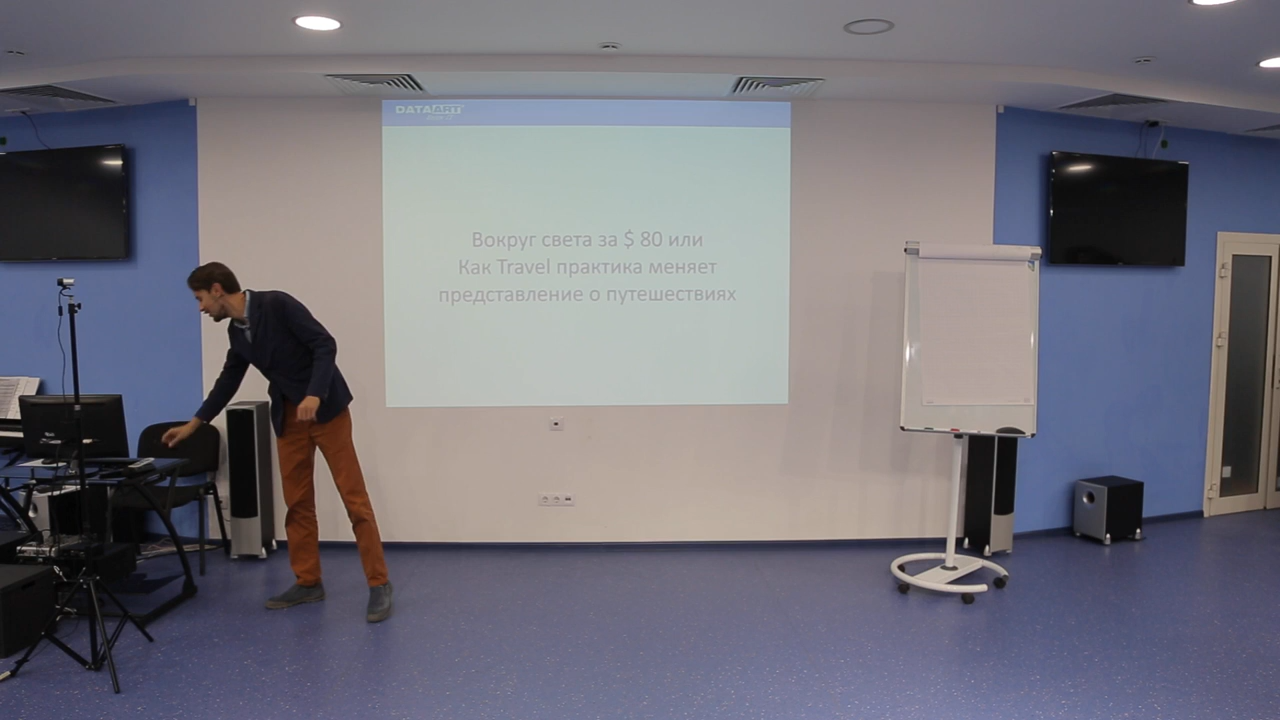 DATAART
Вокруг света за $ 80 или
Как Travel практика меняет
представление о путешествиях